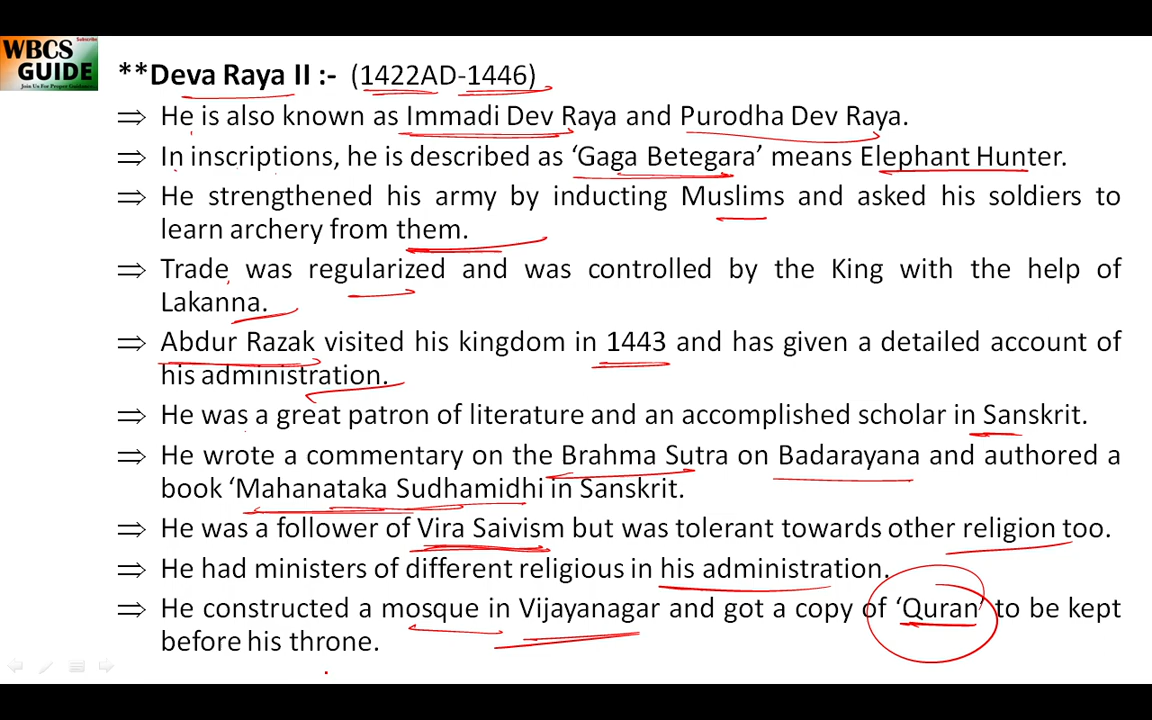 Subscribe
WBCS
GUIDE
Join Us For Proper Guidance
**Deva Raya II :- (1422AD-1446)
⇒ He is also known as Immadi Dev Raya and Purodha Dev Raya.
⇒ In inscriptions, he is described as ‘Gaga Betegara’ means Elephant Hunter.
⇒ He strengthened his army by inducting Muslims and asked his soldiers to
learn archery from them.
⇒ Trade was regularized and was controlled by the King with the help of
Lakanna.
⇒ Abdur Razak visited his kingdom in 1443 and has given a detailed account of
his administration.
⇒ He was a great patron of literature and an accomplished scholar in Sanskrit.
⇒ He wrote a commentary on the Brahma Sutra on Badarayana and authored a
book ‘Mahanataka Sudhamidhi in Sanskrit.
⇒ He was a follower of Vira Saivism but was tolerant towards other religion too.
⇒ He had ministers of different religious in his administration.
⇒ He constructed a mosque in Vijayanagar and got a copy of ‘Quran’ to be kept
before his throne.